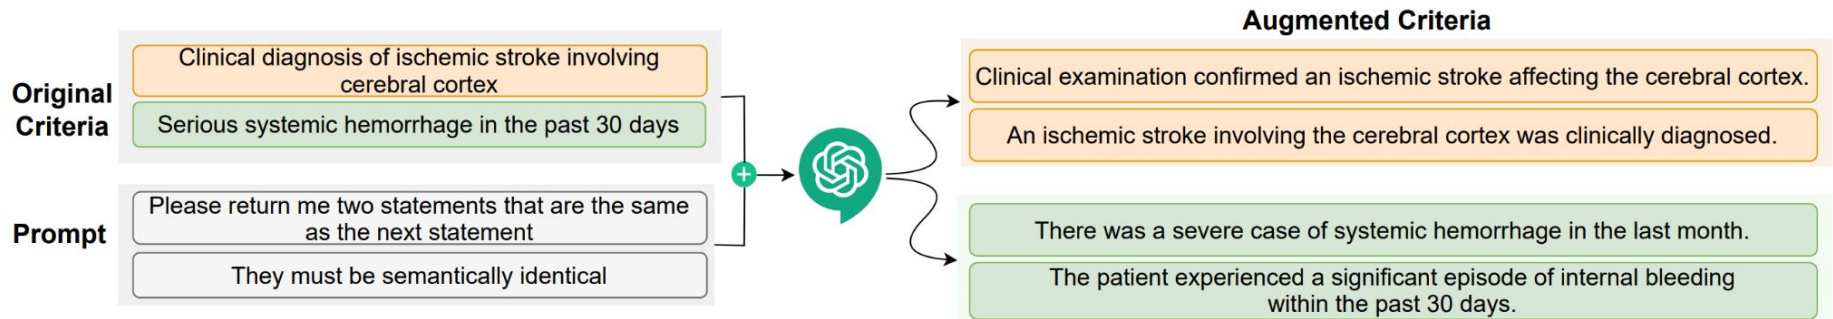 Original
Criteria
Clinical diagnosis of ischemic stroke involving
cerebral cortex
Serious systemic hemorrhage in the past 30 days
Prompt
Please return me two statements that are the same
as the next statement
They must be semantically identical
+
Augmented Criteria
Clinical examination confirmed an ischemic stroke affecting the cerebral cortex.
An ischemic stroke involving the cerebral cortex was clinically diagnosed.
There was a severe case of systemic hemorrhage in the last month.
The patient experienced a significant episode of internal bleeding
within the past 30 days.